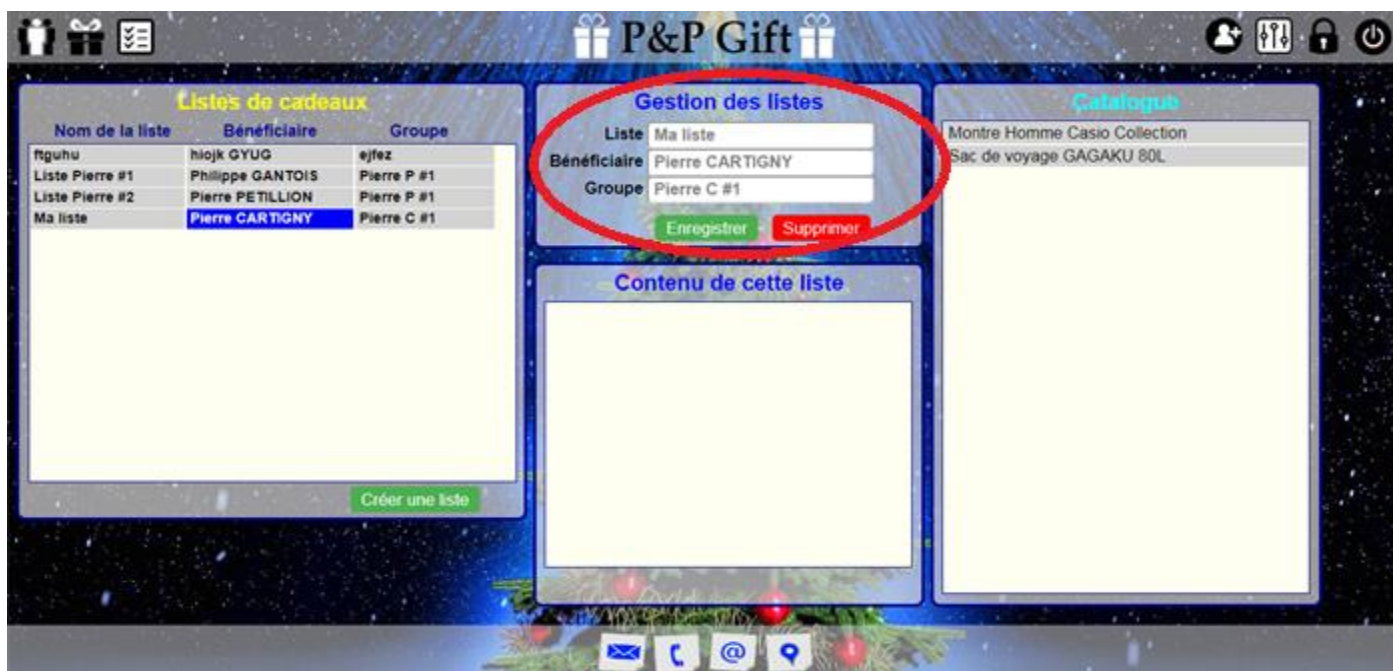 P&P Gift
Listes de cadeaux
Nom de la liste Bénéficiaire Groupe
ftguhu hiojk GYUG ejfez
Liste Pierre #1 Philippe GANTOIS Pierre P #1
Liste Pierre #2 Pierre PETILLION Pierre P #1
Ma liste Pierre CARTIGNY Pierre C #1
Créer une liste
Gestion des listes
Liste Ma liste
Bénéficiaire Pierre CARTIGNY
Groupe Pierre C #1
Enregistrer Supprimer
Contenu de cette liste
Catalogue
Montre Homme Casio Collection
Sac de voyage GAGAKU 80L
@